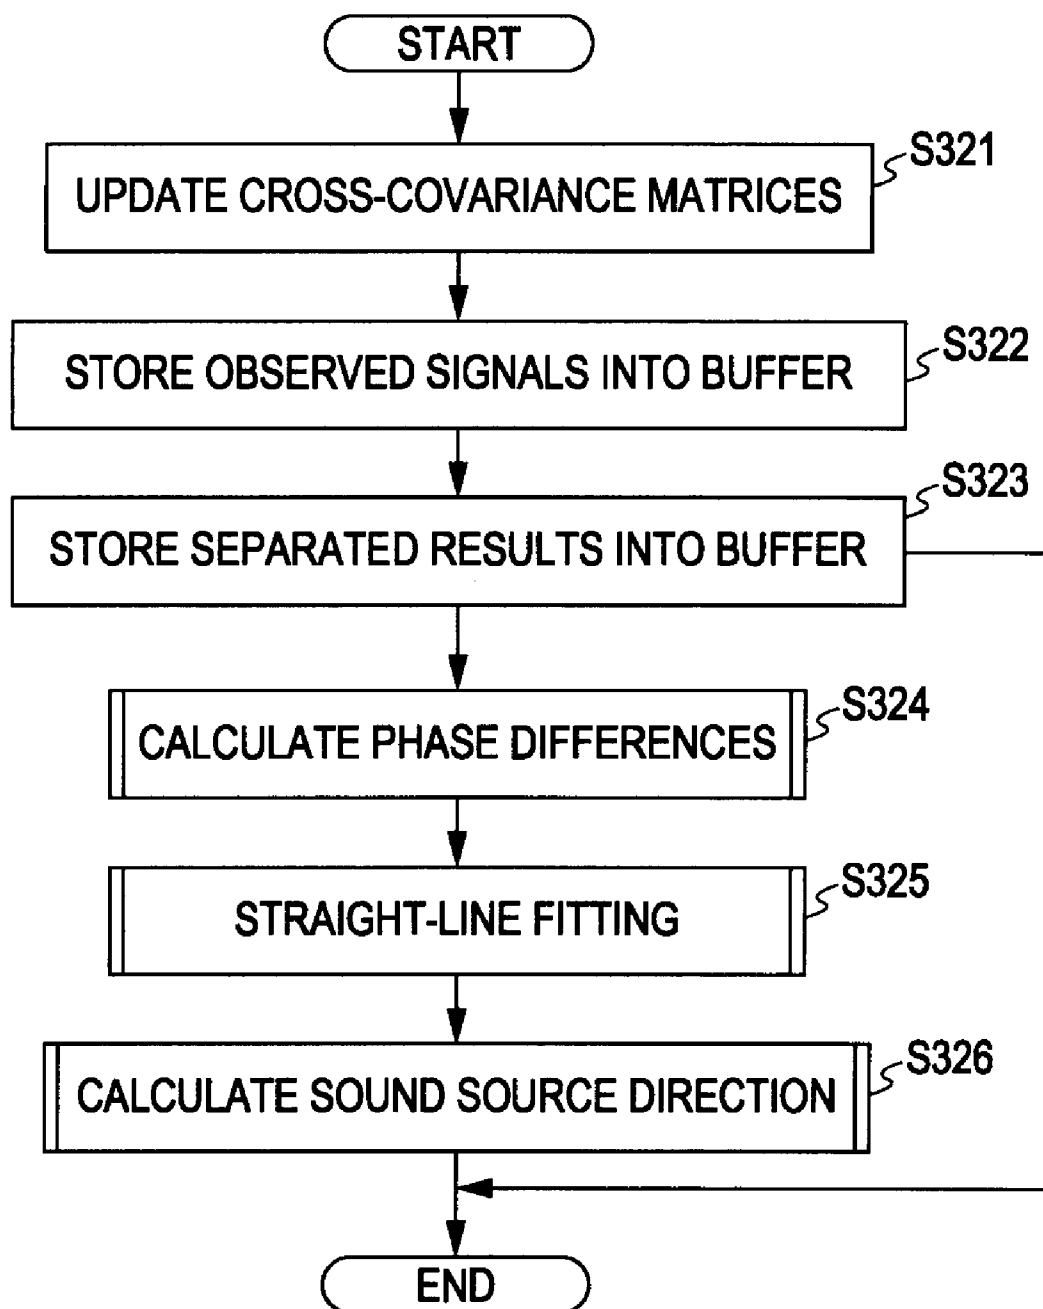 START
S321
UPDATE CROSS-COVARIANCE MATRICES
S322
STORE OBSERVED SIGNALS INTO BUFFER
S323
STORE SEPARATED RESULTS INTO BUFFER
S324
CALCULATE PHASE DIFFERENCES
S325
STRAIGHT-LINE FITTING
S326
CALCULATE SOUND SOURCE DIRECTION
END